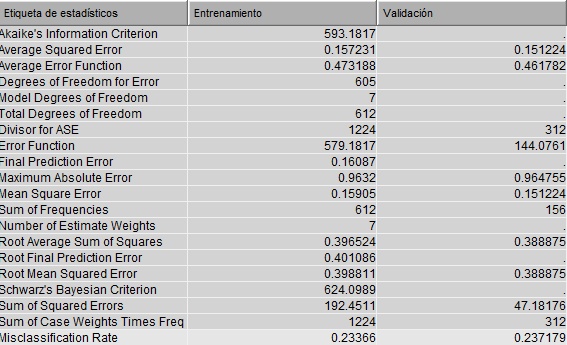 Etiqueta de estadísticos Entrenamiento Validación
Akaike's Information Criterion 593.1817 .
Average Squared Error 0.157231 0.151224
Average Error Function 0.473188 0.461782
Degrees of Freedom for Error 605 .
Model Degrees of Freedom 7 .
Total Degrees of Freedom 612 .
Divisor for ASE 1224 312
Error Function 579.1817 144.0761
Final Prediction Error 0.16087 .
Maximum Absolute Error 0.9632 0.964755
Mean Square Error 0.15905 0.151224
Sum of Frequencies 612 156
Number of Estimate Weights 7 .
Root Average Sum of Squares 0.396524 0.388875
Root Final Prediction Error 0.401086 .
Root Mean Squared Error 0.398811 0.388875
Schwarz's Bayesian Criterion 624.0989 .
Sum of Squared Errors 192.4511 47.18176
Sum of Case Weights Times Freq 1224 312
Misclassification Rate 0.23366 0.237179